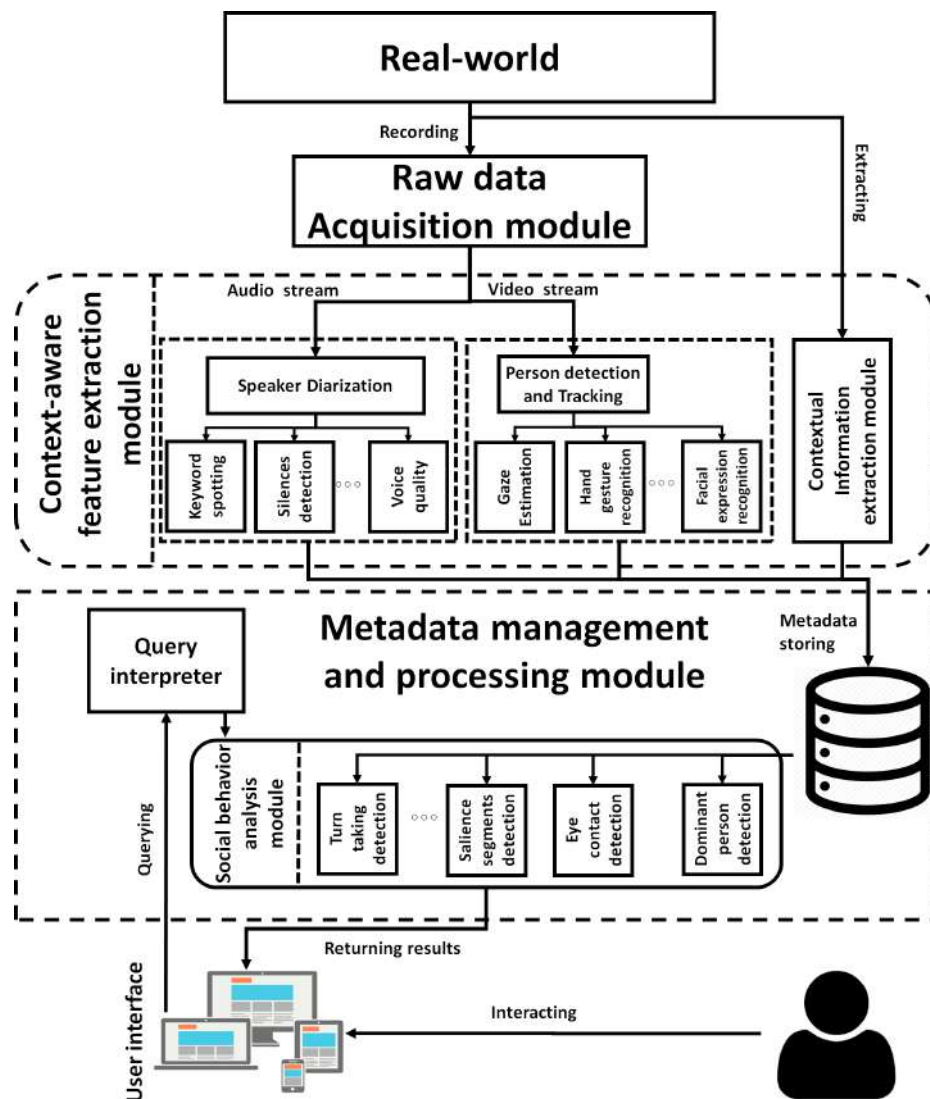 Real-world
Recording
Extracting
Raw data
Acquisition module
Audio stream
Video stream
Context-aware
feature extraction
module
Speaker Diarization
Person detection
and Tracking
Keyword
spotting
Silences
detection
○○○
Voice
quality
Gaze
Estimation
Hand
gesture
recognition
○○○
Facial
expression
recognition
Contextual
Information
extraction module
Metadata management
and processing module
Metadata
storing
Query
interpreter
Social behavior
analysis
module
Turn
taking
detection
○○○
Salience
segments
detection
Eye
contact
detection
Dominant
person
detection
Querying
Returning results
User interface
Interacting